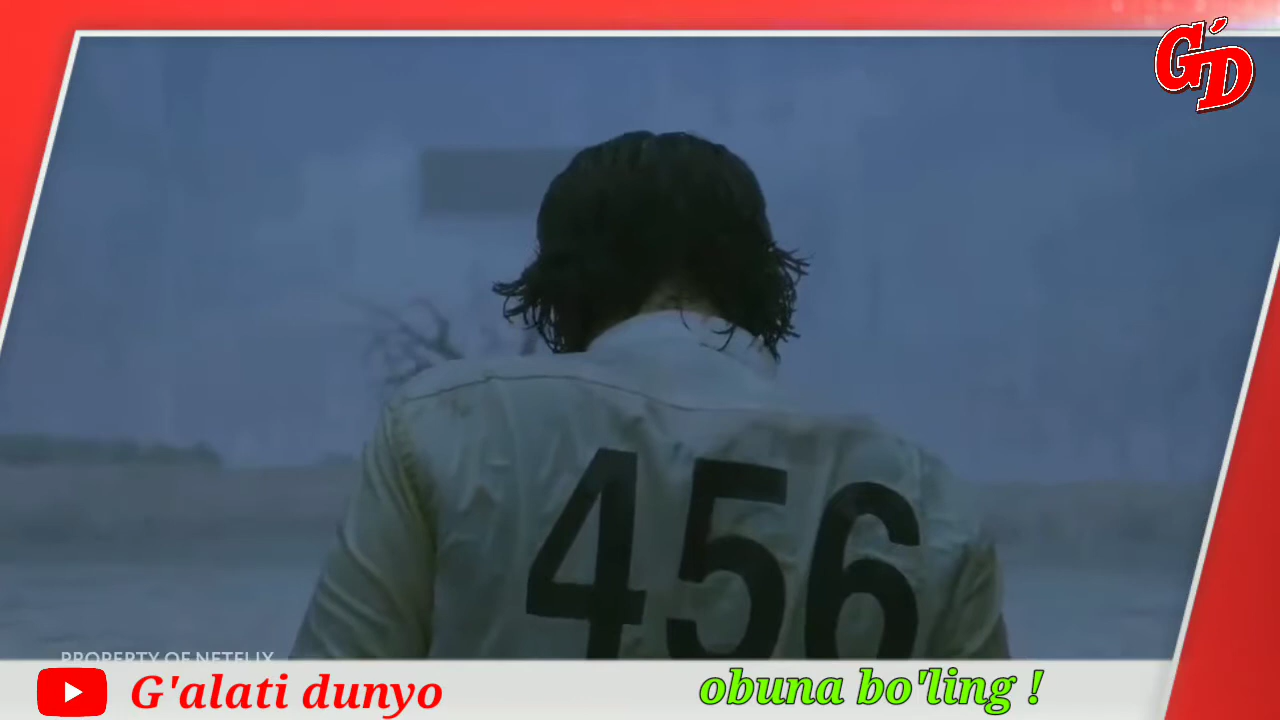 G'D
456
PROPERTY OF NETFLIX
G'alati dunyo
obuna bo'ling !